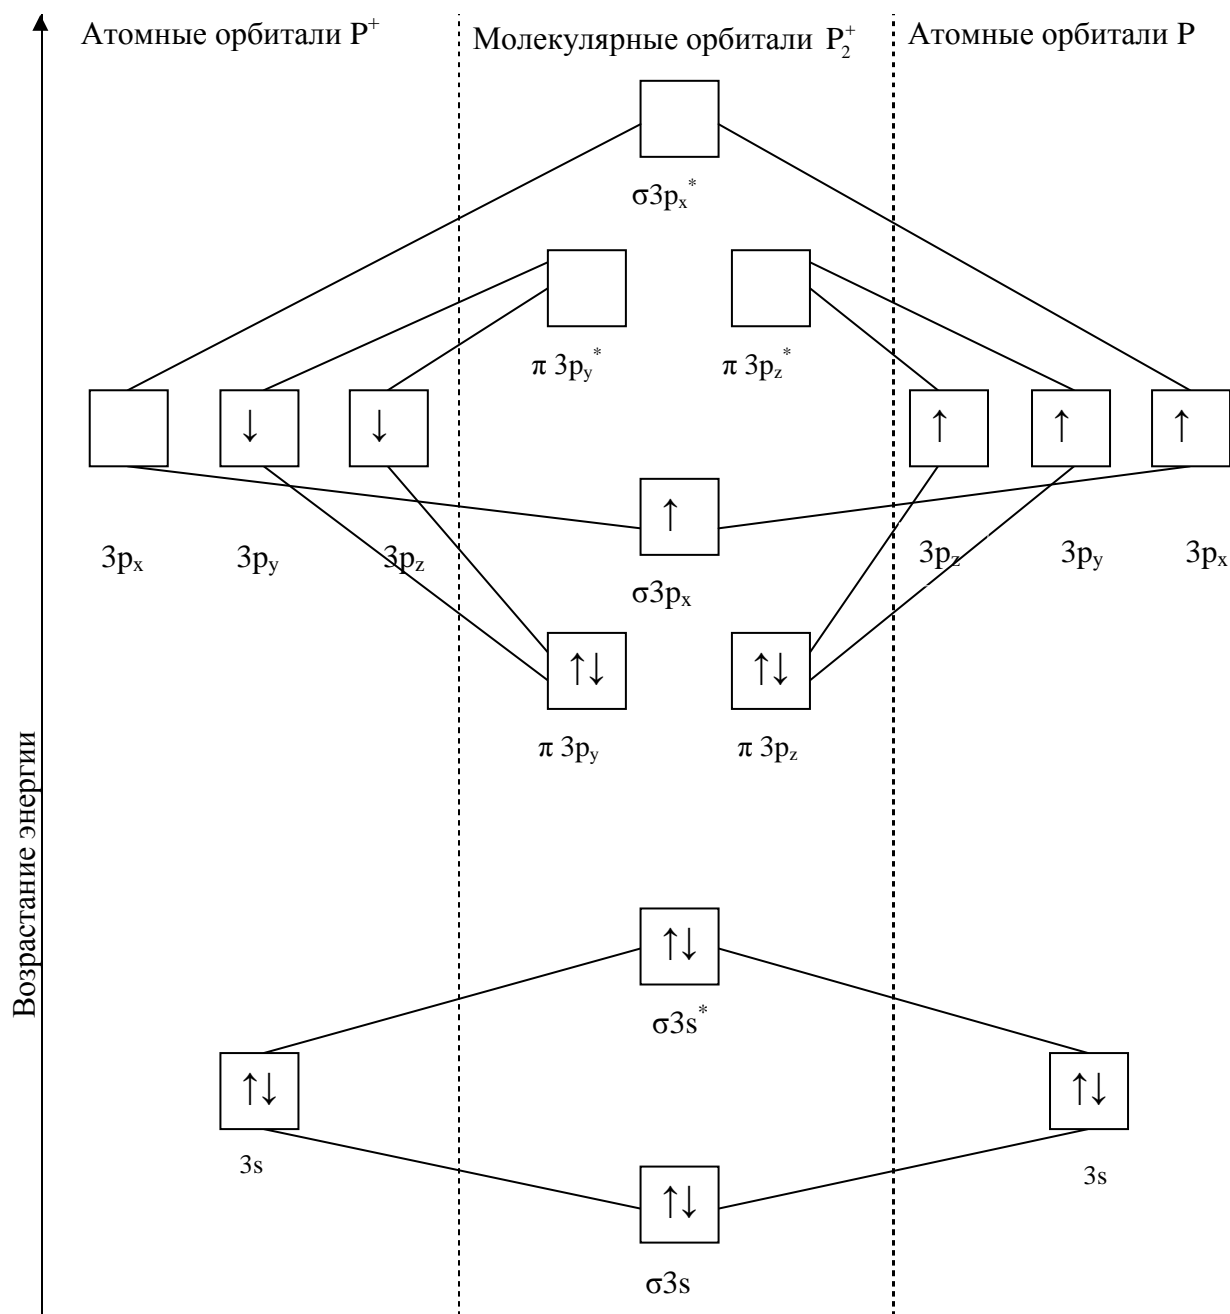 Атомные орбитали P⁺
Молекулярные орбитали P₂⁺
Атомные орбитали P
σ3pₓ*
π 3p_y*
π 3p_z*
↓
↓
↑
↑
↑
↑
3pₓ
3p_y
3p_z
3p_z
3p_y
3pₓ
σ3pₓ
↑↓
↑↓
π 3p_y
π 3p_z
Возрастание энергии
↑↓
σ3s*
↑↓
↑↓
3s
3s
↑↓
σ3s